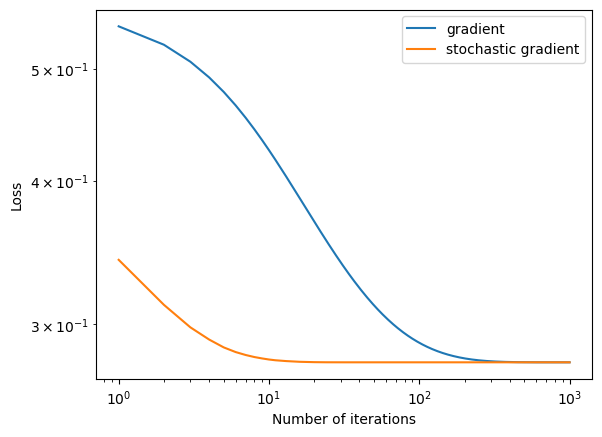 gradient
stochastic gradient
5 × 10⁻¹
4 × 10⁻¹
3 × 10⁻¹
Loss
10⁰
10¹
10²
10³
Number of iterations